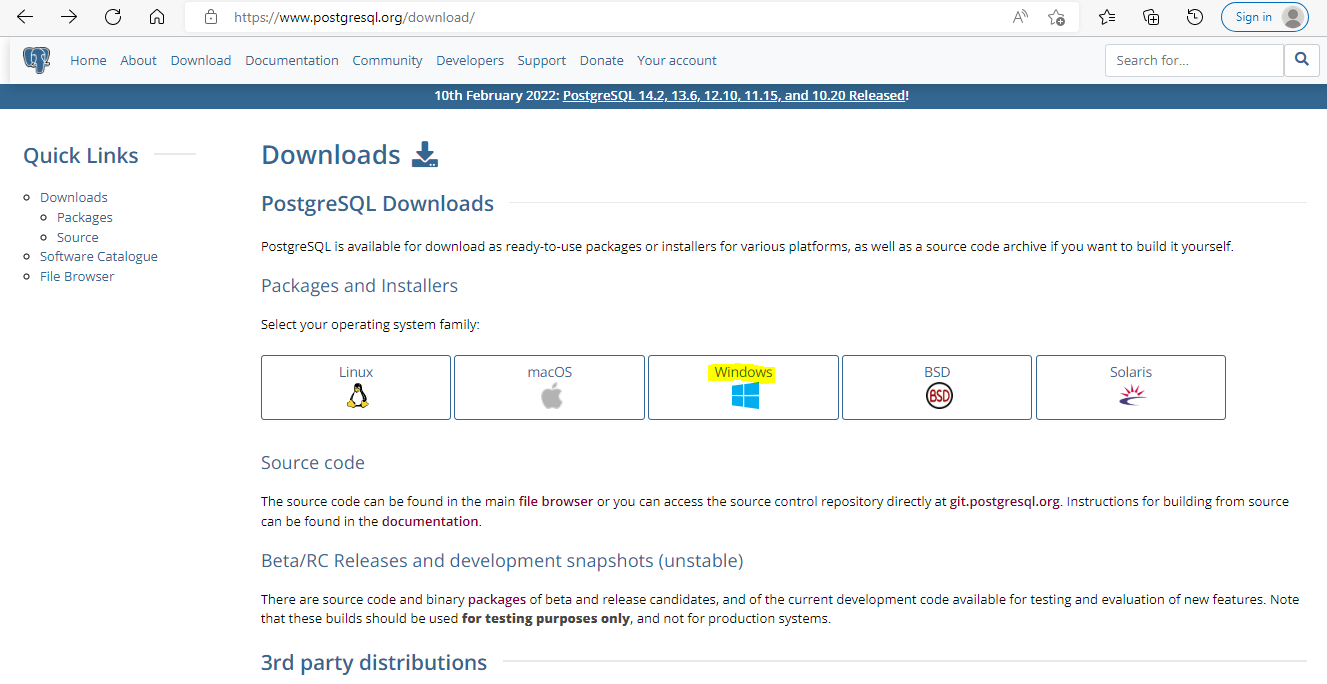 https://www.postgresql.org/download/
Sign in
Home About Download Documentation Community Developers Support Donate Your account
Search for...
10th February 2022: PostgreSQL 14.2, 13.6, 12.10, 11.15, and 10.20 Released!
Quick Links
Downloads
Packages
Source
Software Catalogue
File Browser
Downloads
PostgreSQL Downloads
PostgreSQL is available for download as ready-to-use packages or installers for various platforms, as well as a source code archive if you want to build it yourself.
Packages and Installers
Select your operating system family:
Linux macOS Windows BSD Solaris
BSD
Source code
The source code can be found in the main file browser or you can access the source control repository directly at git.postgresql.org. Instructions for building from source
can be found in the documentation.
Beta/RC Releases and development snapshots (unstable)
There are source code and binary packages of beta and release candidates, and of the current development code available for testing and evaluation of new features. Note
that these builds should be used for testing purposes only, and not for production systems.
3rd party distributions